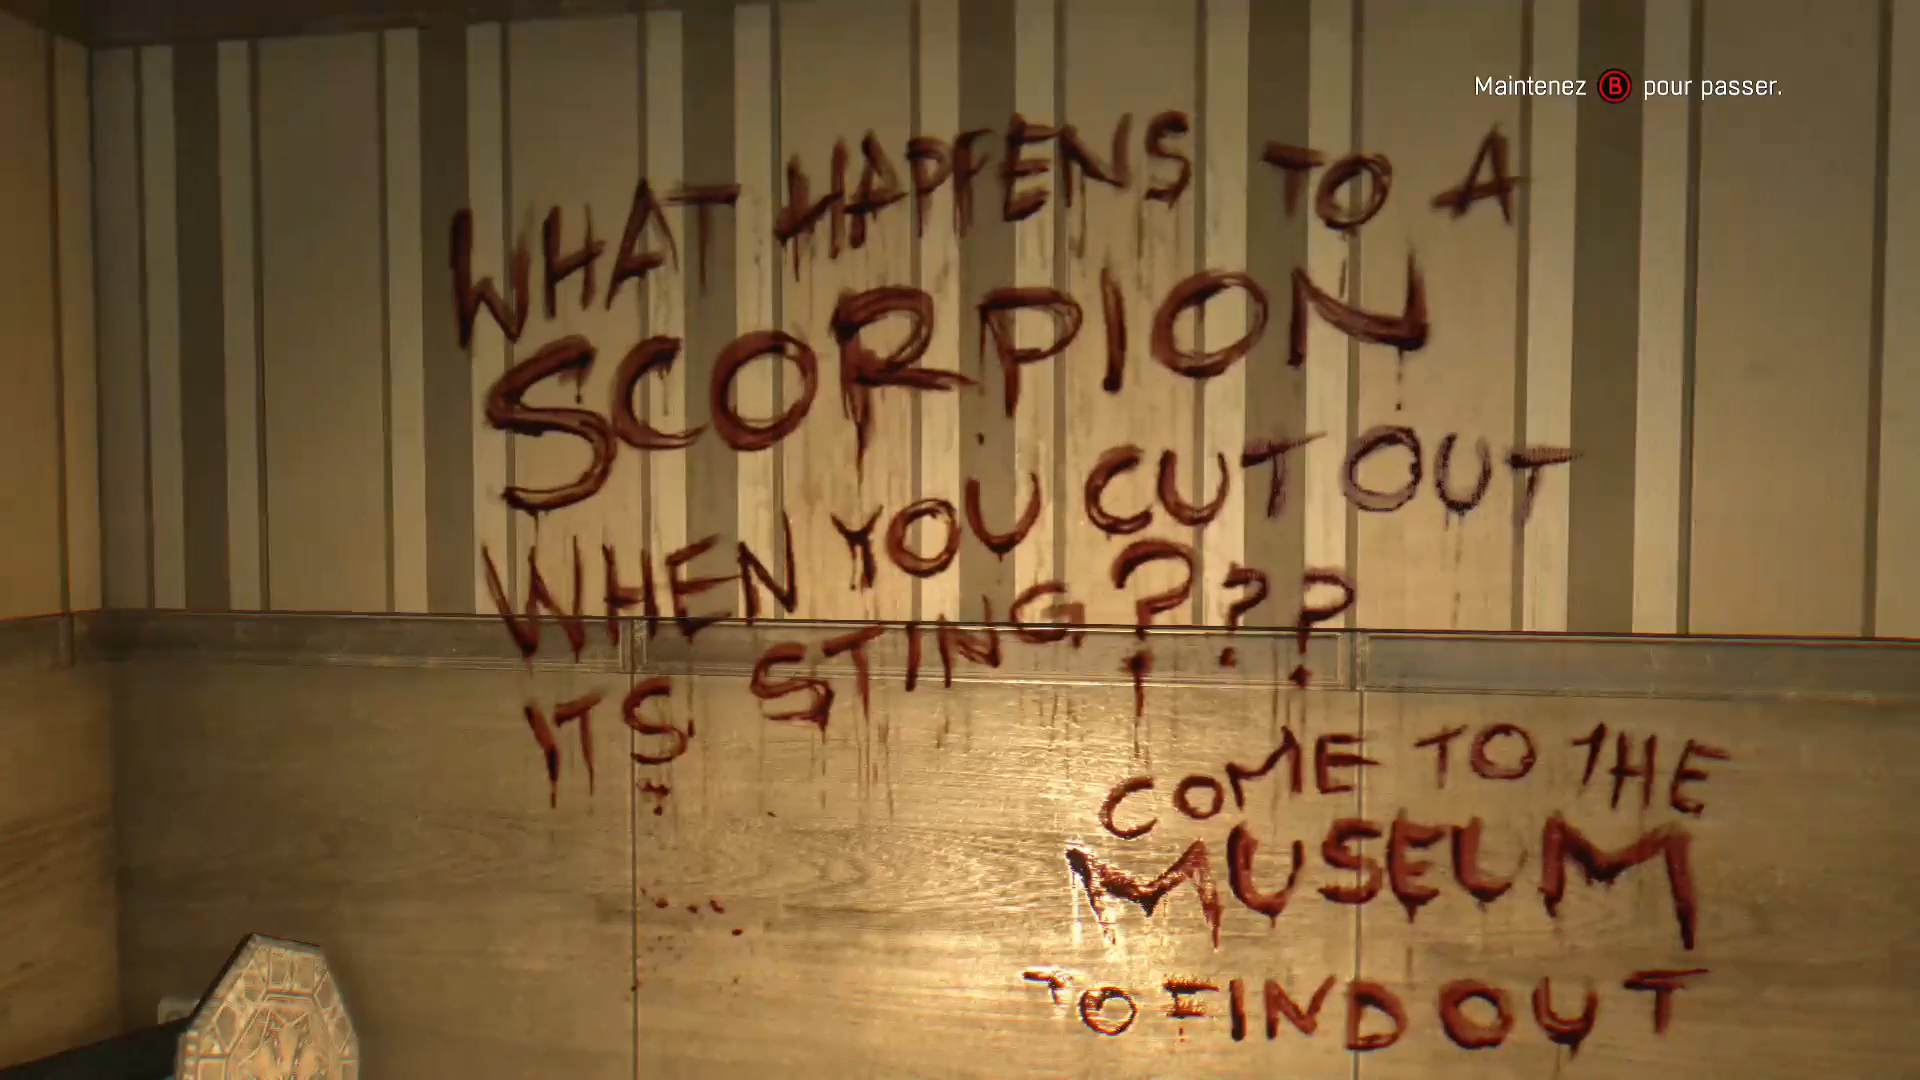 Maintenez B pour passer.
WHAT HAPPENS TO A
SCORPION
WHEN YOU CUT OUT
ITS STING???
COME TO THE
MUSEUM
TO FIND OUT